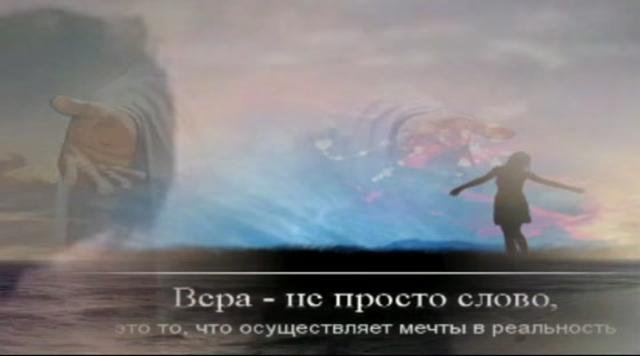 Вера - не просто слово,
это то, что осуществляет мечты в реальность